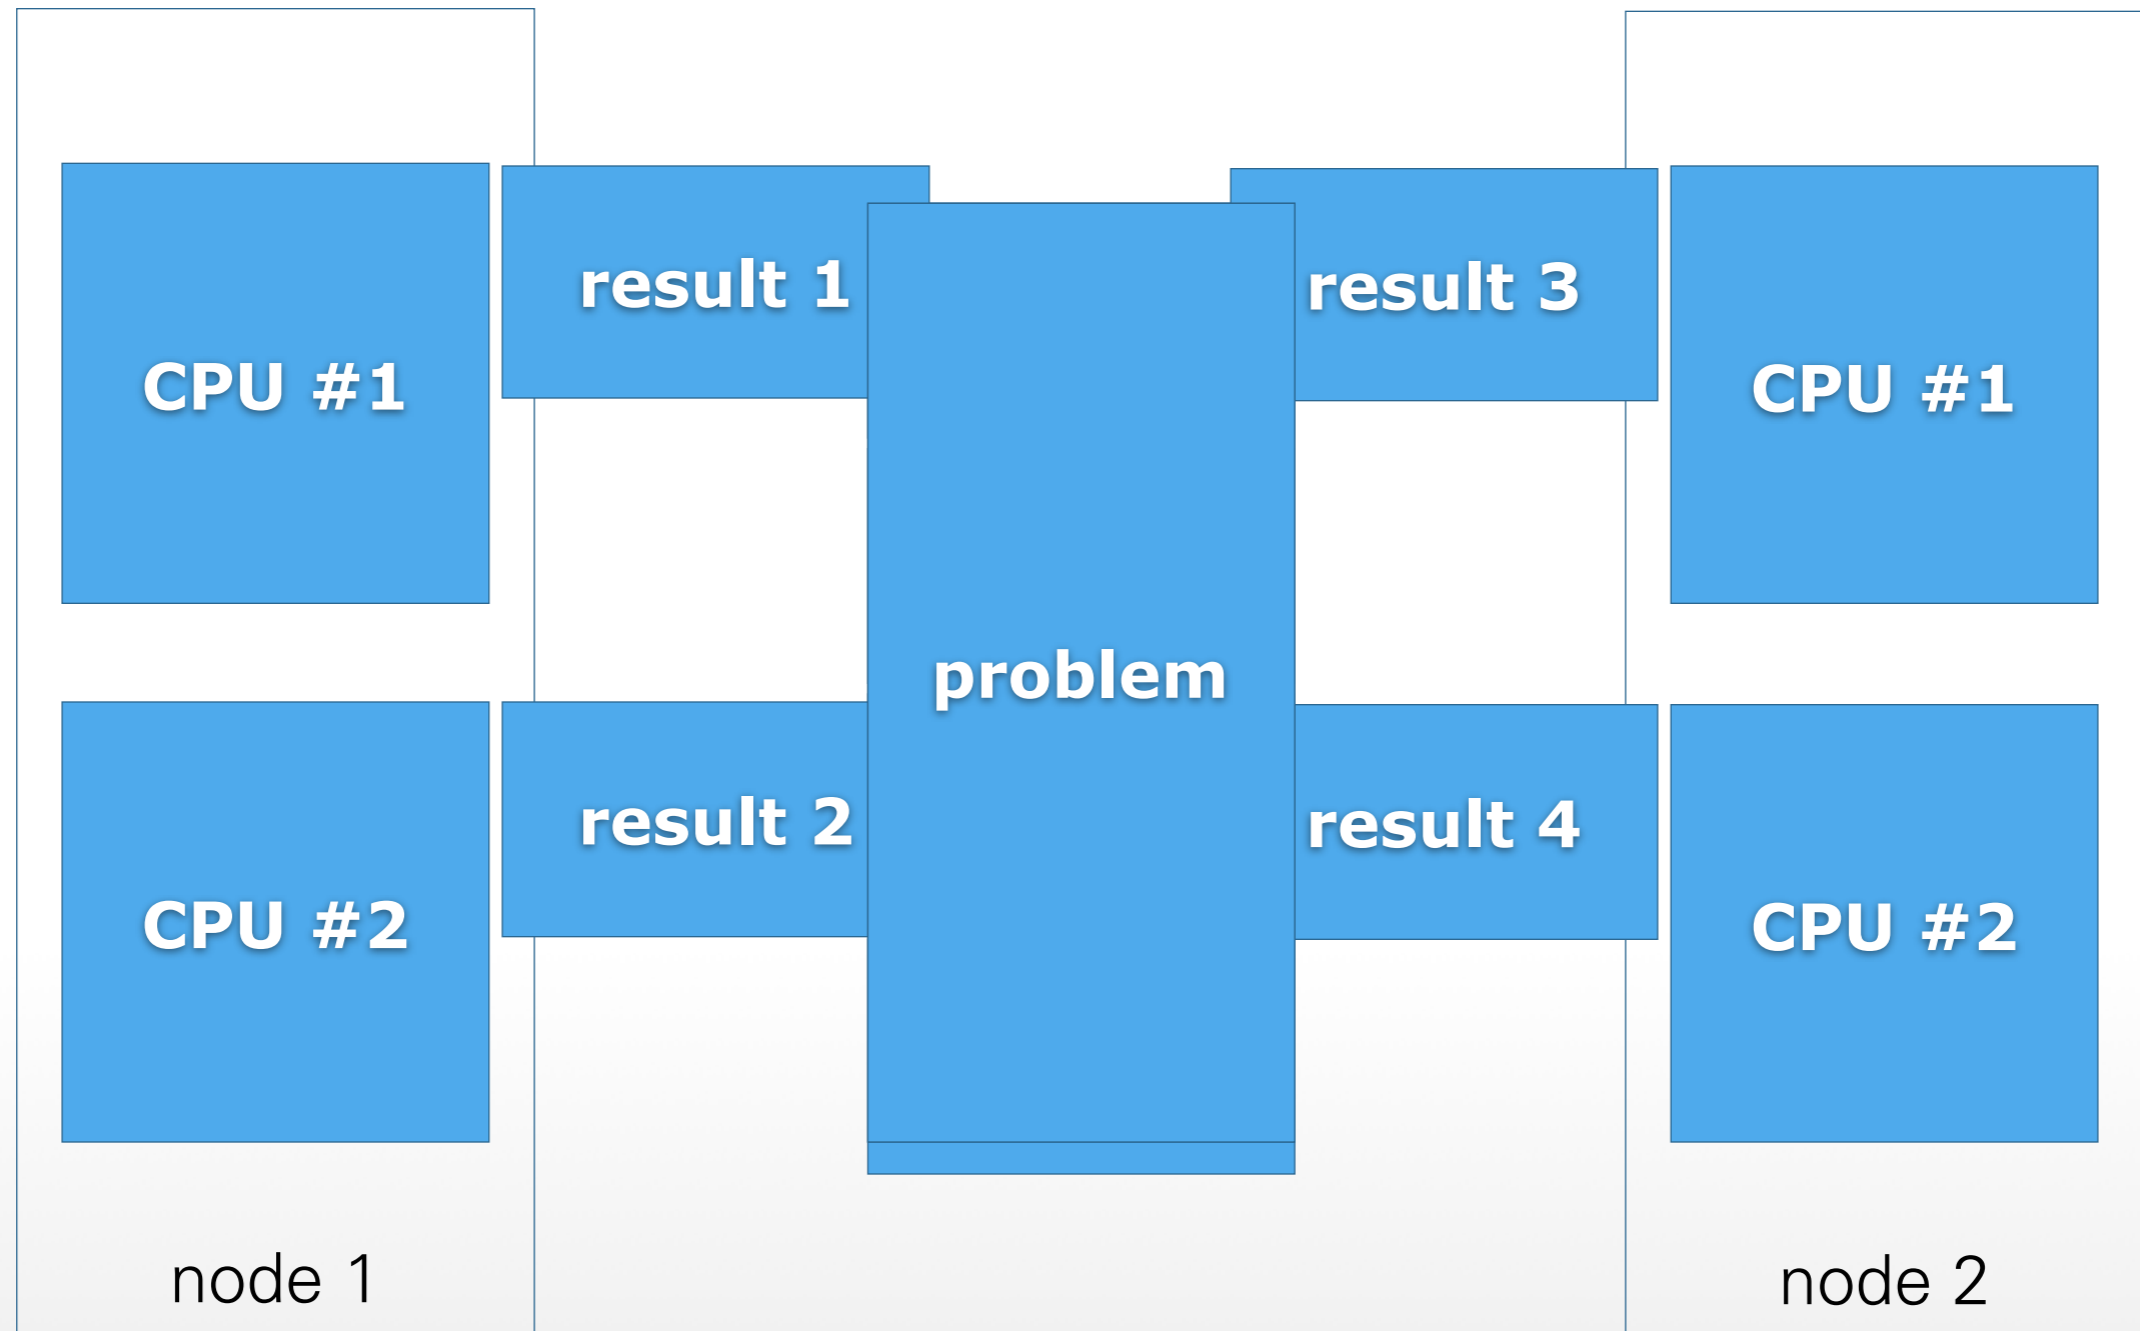 result 1
result 3
CPU #1
CPU #1
problem
result 2
result 4
CPU #2
CPU #2
node 1
node 2